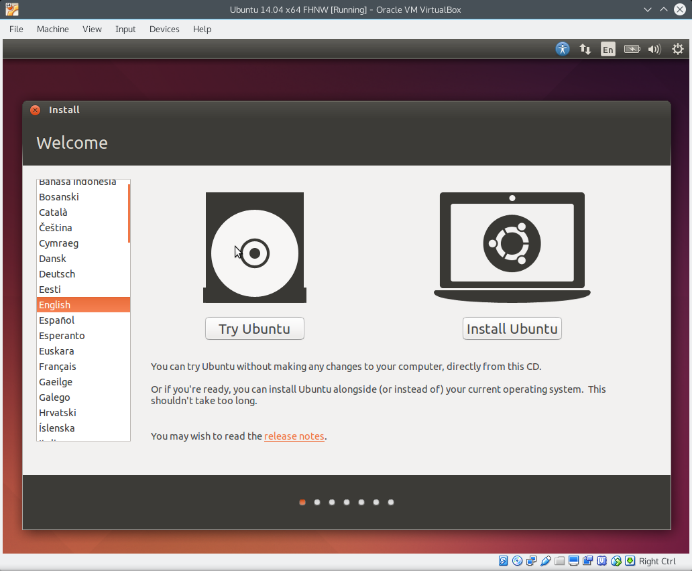 Ubuntu 14.04 x64 FHNW [Running] - Oracle VM VirtualBox
File Machine View Input Devices Help
En
Install
Welcome
Bahasa Indonesia
Bosanski
Català
Čeština
Cymraeg
Dansk
Deutsch
Eesti
English
Español
Esperanto
Euskara
Français
Gaeilge
Galego
Hrvatski
Íslenska
Try Ubuntu
Install Ubuntu
You can try Ubuntu without making any changes to your computer, directly from this CD.
Or if you're ready, you can install Ubuntu alongside (or instead of) your current operating system. This
shouldn't take too long.
You may wish to read the release notes.
Right Ctrl